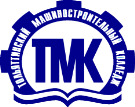 ТОЛЬЯТТИНСКИЙ МАШИНОСТРОИТЕЛЬНЫЙ КОЛЛЕДЖ
ТМК